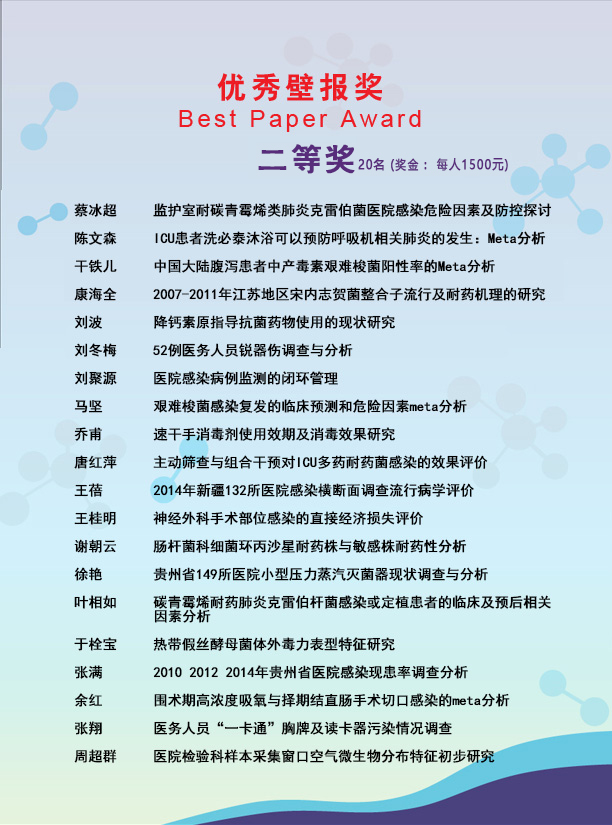 优秀壁报奖
Best Paper Award
二等奖20名 (奖金： 每人1500元)
蔡冰超 监护室耐碳青霉烯类肺炎克雷伯菌医院感染危险因素及防控探讨
陈文森 ICU患者洗必泰沐浴可以预防呼吸机相关肺炎的发生: Meta分析
干铁儿 中国大陆腹泻患者中产毒素艰难梭菌阳性率的Meta分析
康海全 2007-2011年江苏地区宋内志贺菌整合子流行及耐药机理的研究
刘波 降钙素原指导抗菌药物使用的现状研究
刘冬梅 52例医务人员锐器伤调查与分析
刘聚源 医院感染病例监测的闭环管理
马坚 艰难梭菌感染复发的临床预测和危险因素meta分析
乔甫 速干手消毒剂使用效期及消毒效果研究
唐红萍 主动筛查与组合干预对ICU多药耐药菌感染的效果评价
王蓓 2014年新疆132所医院感染横断面调查流行病学评价
王桂明 神经外科手术部位感染的直接经济损失评价
谢朝云 肠杆菌科细菌环丙沙星耐药株与敏感株耐药性分析
徐艳 贵州省149所医院小型压力蒸汽灭菌器现状调查与分析
叶相如 碳青霉烯耐药肺炎克雷伯杆菌感染或定植患者的临床及预后相关
因素分析
于栓宝 热带假丝酵母菌体外毒力表型特征研究
张满 2010 2012 2014年贵州省医院感染现患率调查分析
余红 围术期高浓度吸氧与择期结直肠手术切口感染的meta分析
张翔 医务人员“一卡通”胸牌及读卡器污染情况调查
周超群 医院检验科样本采集窗口空气微生物分布特征初步研究